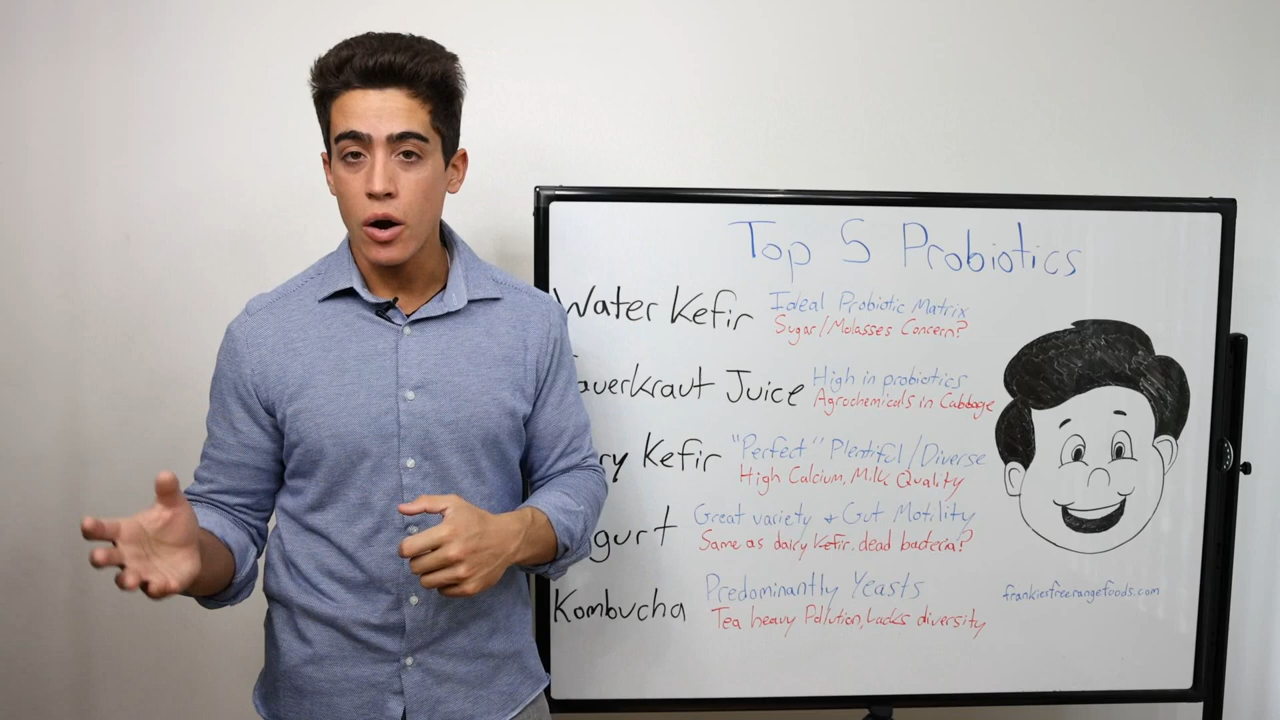 Top 5 Probiotics
Water Kefir
Ideal Probiotic Matrix
Sugar/Molasses Concern?
auerkraut Juice
High in probiotics
Agrochemicals in Cabbage
ry Kefir
"Perfect" Plentiful/Diverse
High Calcium, Milk Quality
gurt
Great variety + Gut Motility
Same as dairy kefir. dead bacteria?
Kombucha
Predominantly Yeasts
Tea heavy Pollution, Lacks diversity
frankiesfreerangefoods.com